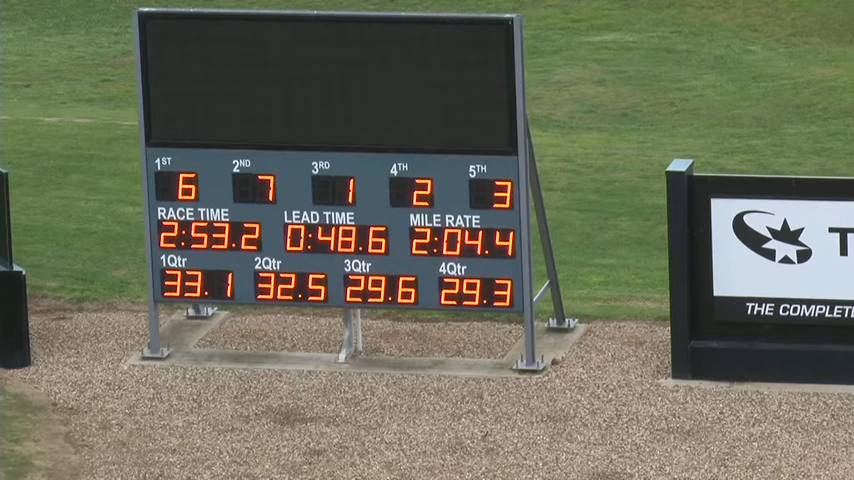 1ST 2ND 3RD 4TH 5TH
6 7 1 2 3
RACE TIME LEAD TIME MILE RATE
2:53.2 0:48.6 2:04.4
1Qtr 2Qtr 3Qtr 4Qtr
33.1 32.5 29.6 29.3
T
THE COMPLETE